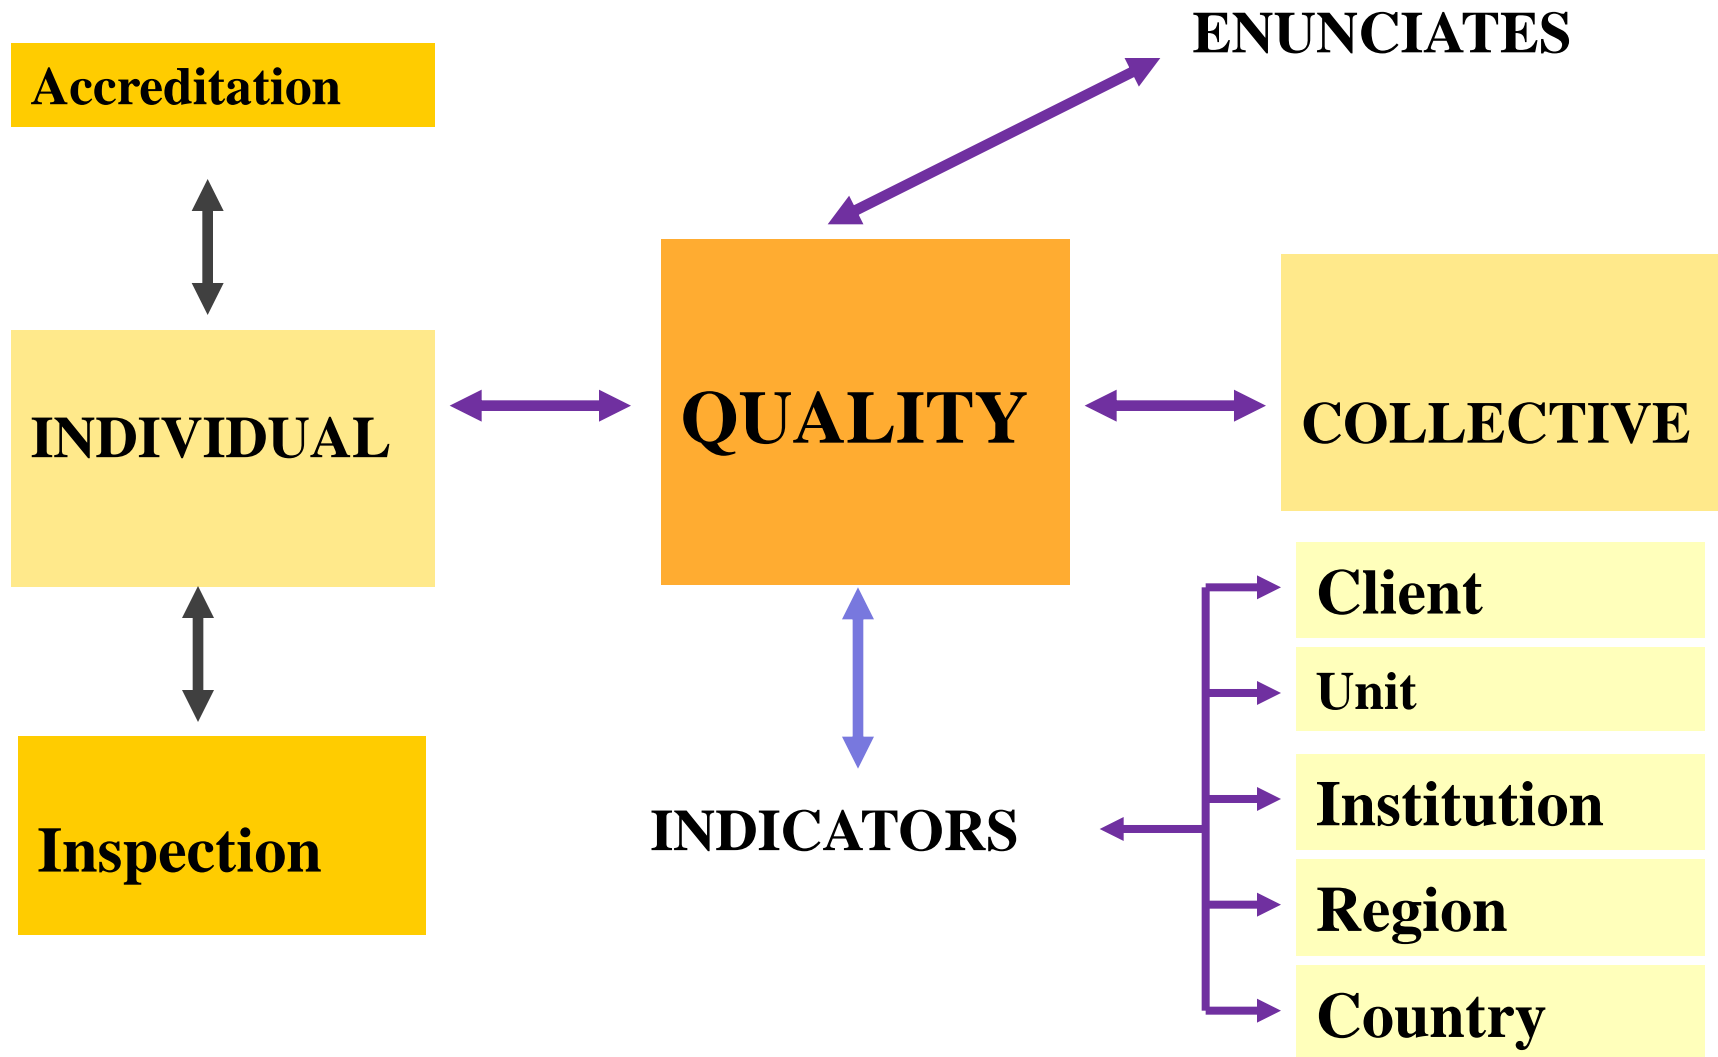 ENUNCIATES
Accreditation
INDIVIDUAL
QUALITY
COLLECTIVE
Client
Unit
Institution
INDICATORS
Inspection
Region
Country